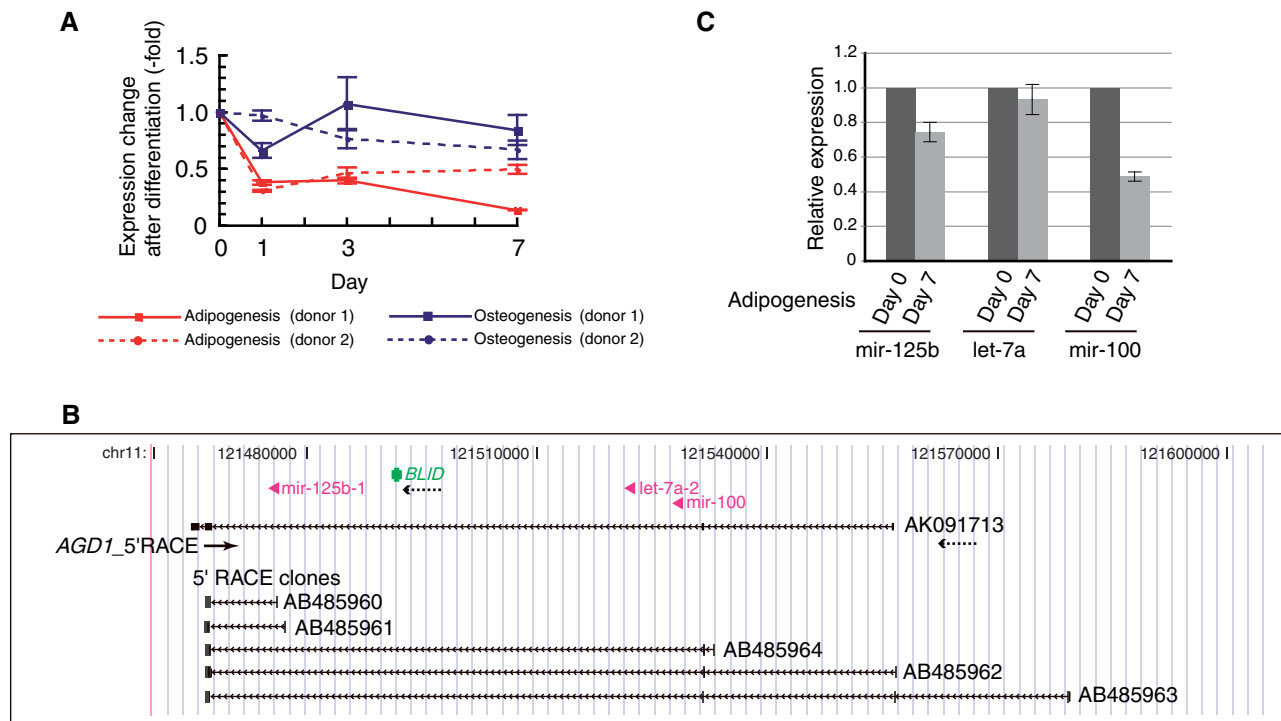 A
Expression change
after differentiation (-fold)
1.5
1.0
0.5
0
0 1 3 7
Day
Adipogenesis (donor 1)
Adipogenesis (donor 2)
Osteogenesis (donor 1)
Osteogenesis (donor 2)
C
Relative expression
1.2
1.0
0.8
0.6
0.4
0.2
0
Adipogenesis
Day 0 Day 7 Day 0 Day 7 Day 0 Day 7
mir-125b let-7a mir-100
B
chr11: 121480000 121510000 121540000 121570000 121600000
BLID
mir-125b-1 let-7a-2
mir-100
AK091713
AGD1_5'RACE
5' RACE clones
AB485960
AB485961
AB485964
AB485962
AB485963